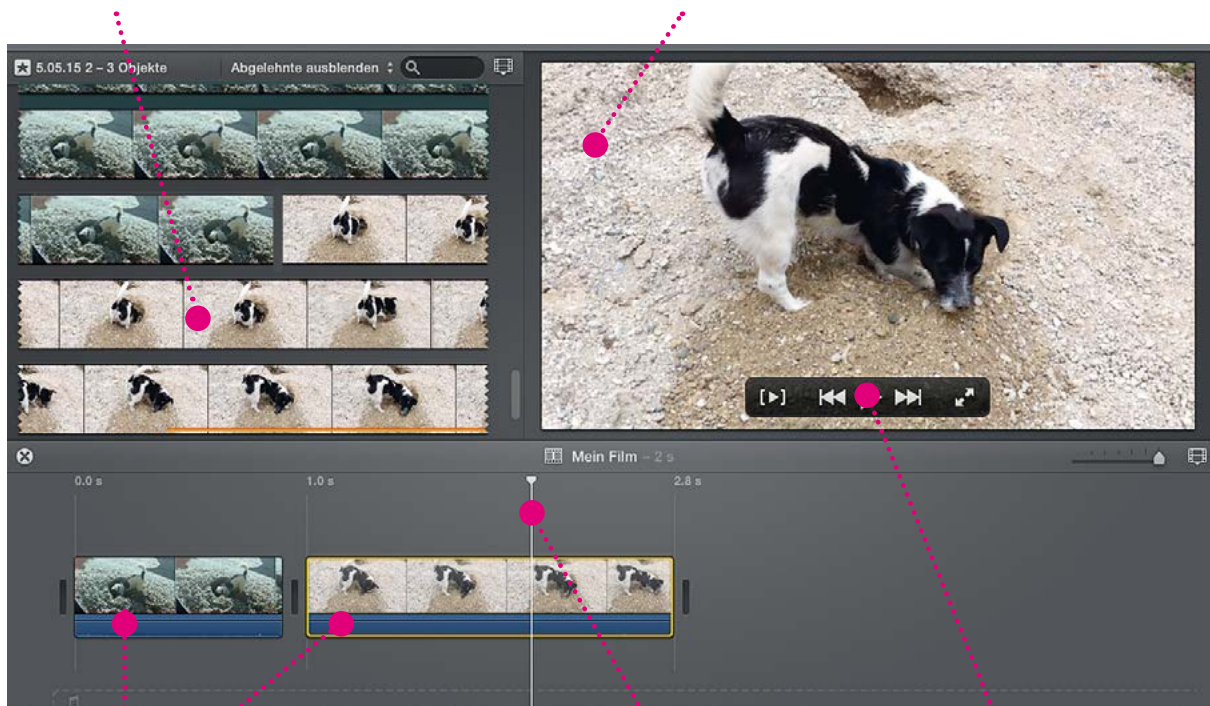 5.05.15 2 – 3 Objekte Abgelehnte ausblenden
Mein Film – 2 s
0.0 s 1.0 s 2.8 s